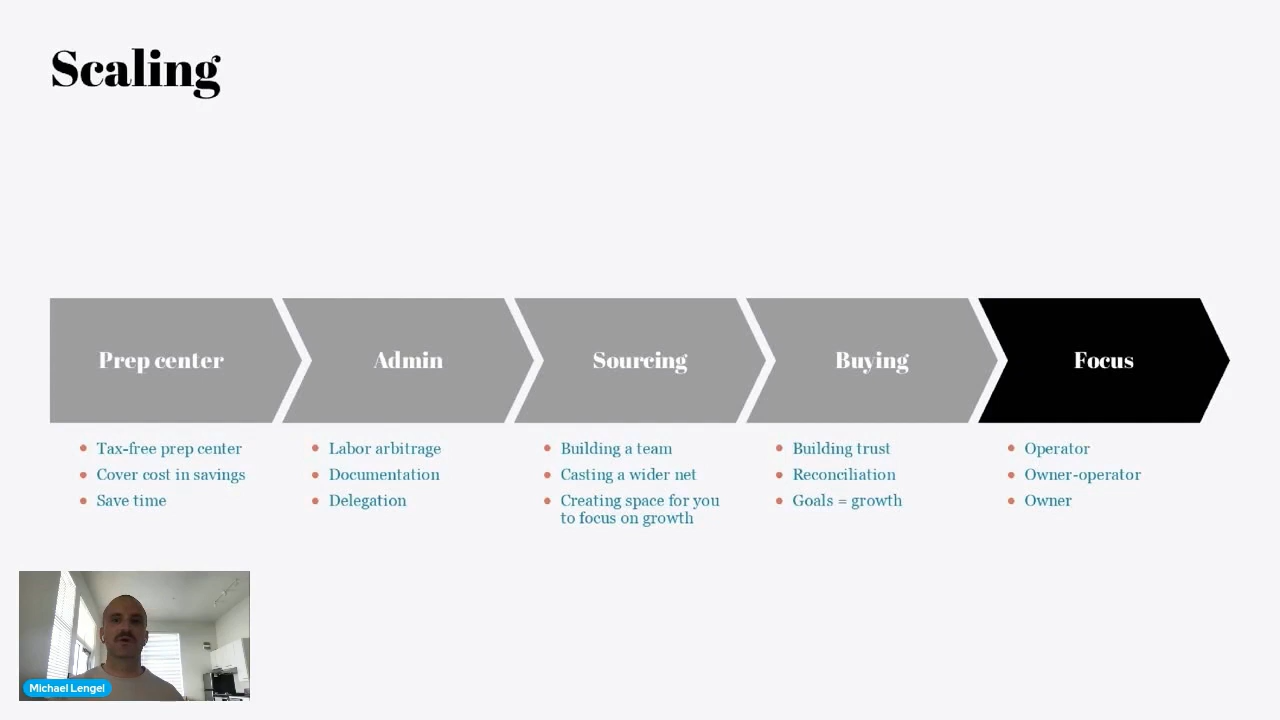 Scaling
Prep center
Admin
Sourcing
Buying
Focus
Tax-free prep center
Cover cost in savings
Save time
Labor arbitrage
Documentation
Delegation
Building a team
Casting a wider net
Creating space for you
to focus on growth
Building trust
Reconciliation
Goals = growth
Operator
Owner-operator
Owner
Michael Lengel